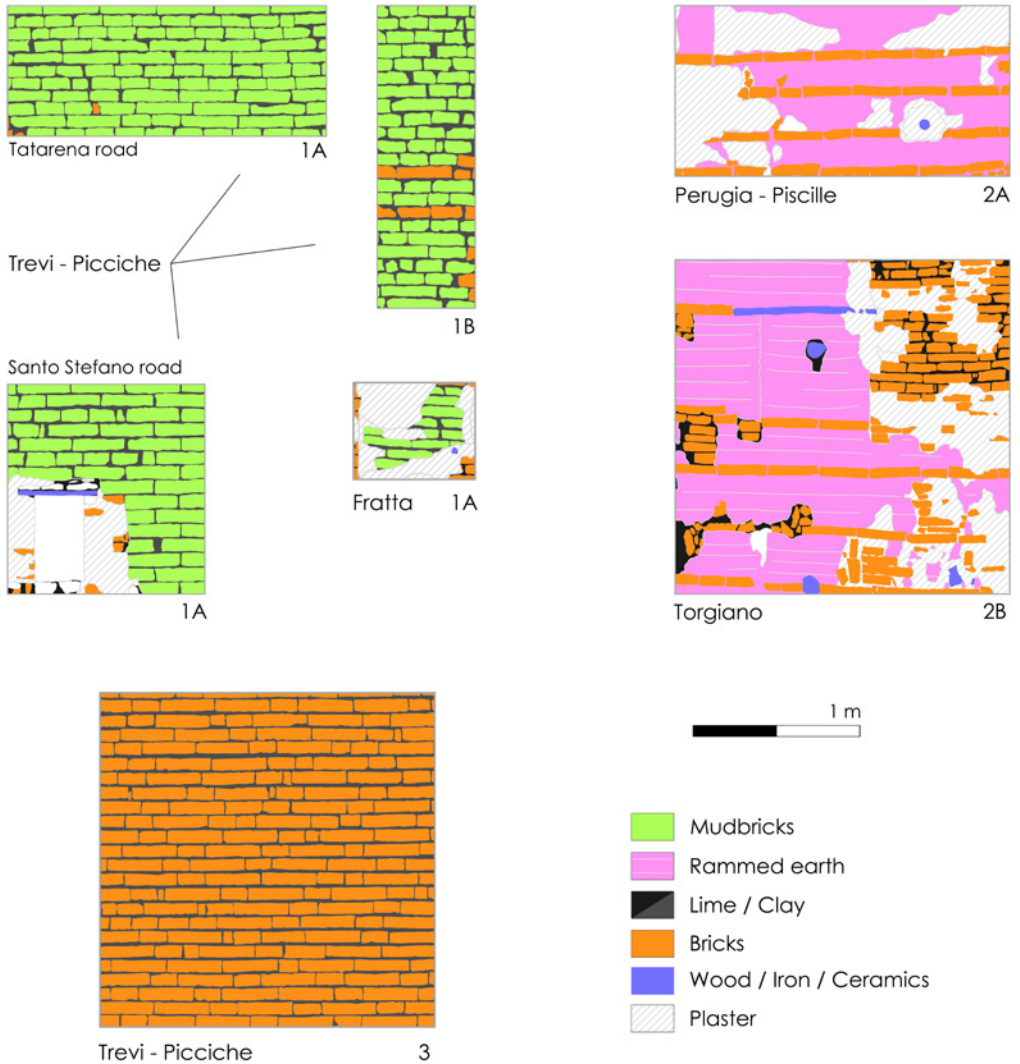 Tatarena road 1A
Trevi - Picciche
1B
Santo Stefano road
1A
Fratta 1A
Perugia - Piscille 2A
Torgiano 2B
Trevi - Picciche 3
1 m
Mudbricks
Rammed earth
Lime / Clay
Bricks
Wood / Iron / Ceramics
Plaster